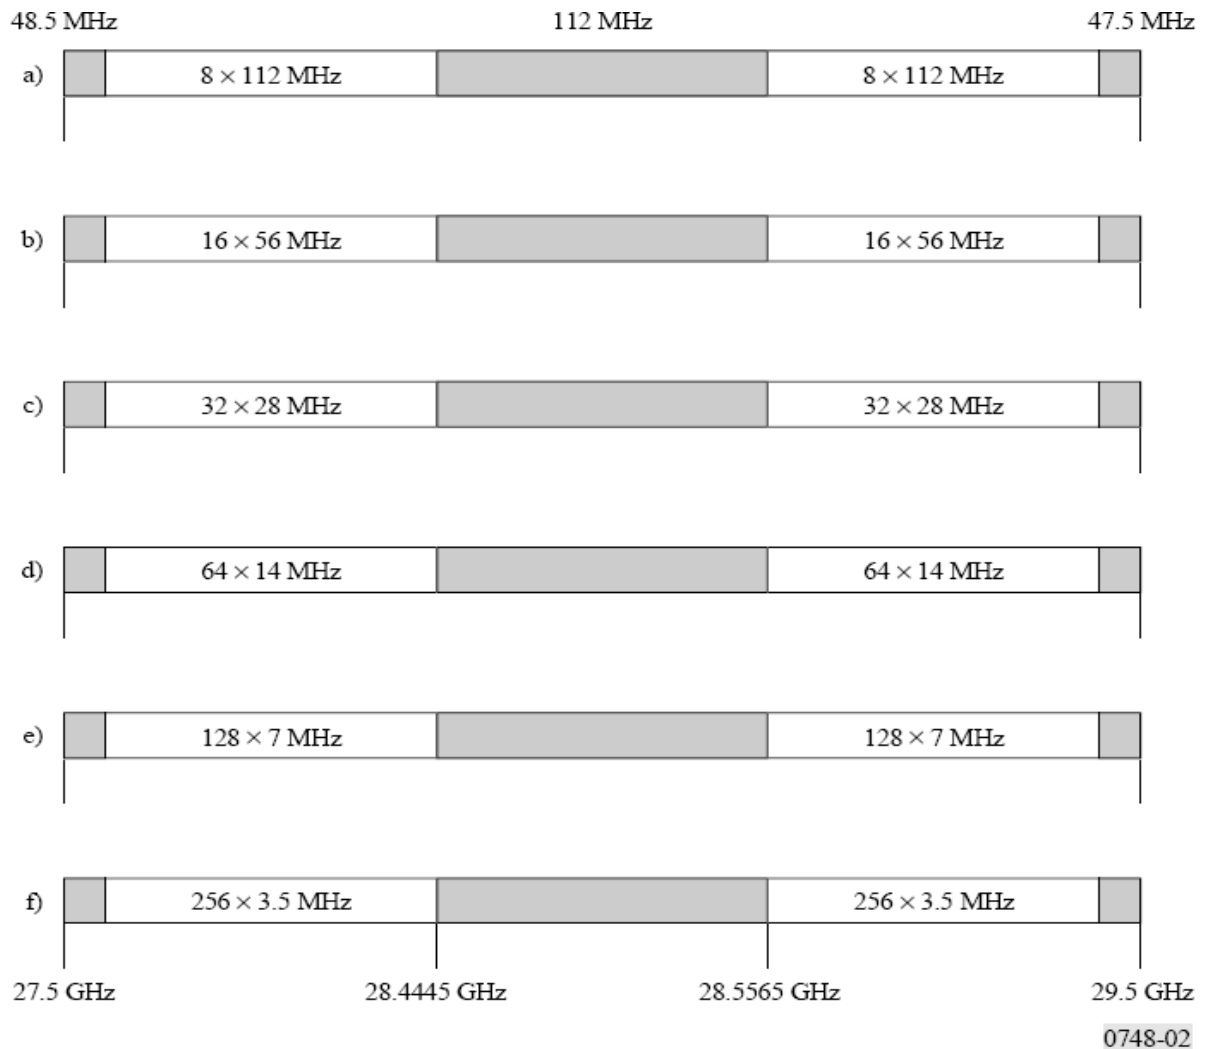 48.5 MHz 112 MHz 47.5 MHz
a) 8 × 112 MHz 8 × 112 MHz
b) 16 × 56 MHz 16 × 56 MHz
c) 32 × 28 MHz 32 × 28 MHz
d) 64 × 14 MHz 64 × 14 MHz
e) 128 × 7 MHz 128 × 7 MHz
f) 256 × 3.5 MHz 256 × 3.5 MHz
27.5 GHz 28.4445 GHz 28.5565 GHz 29.5 GHz
0748-02